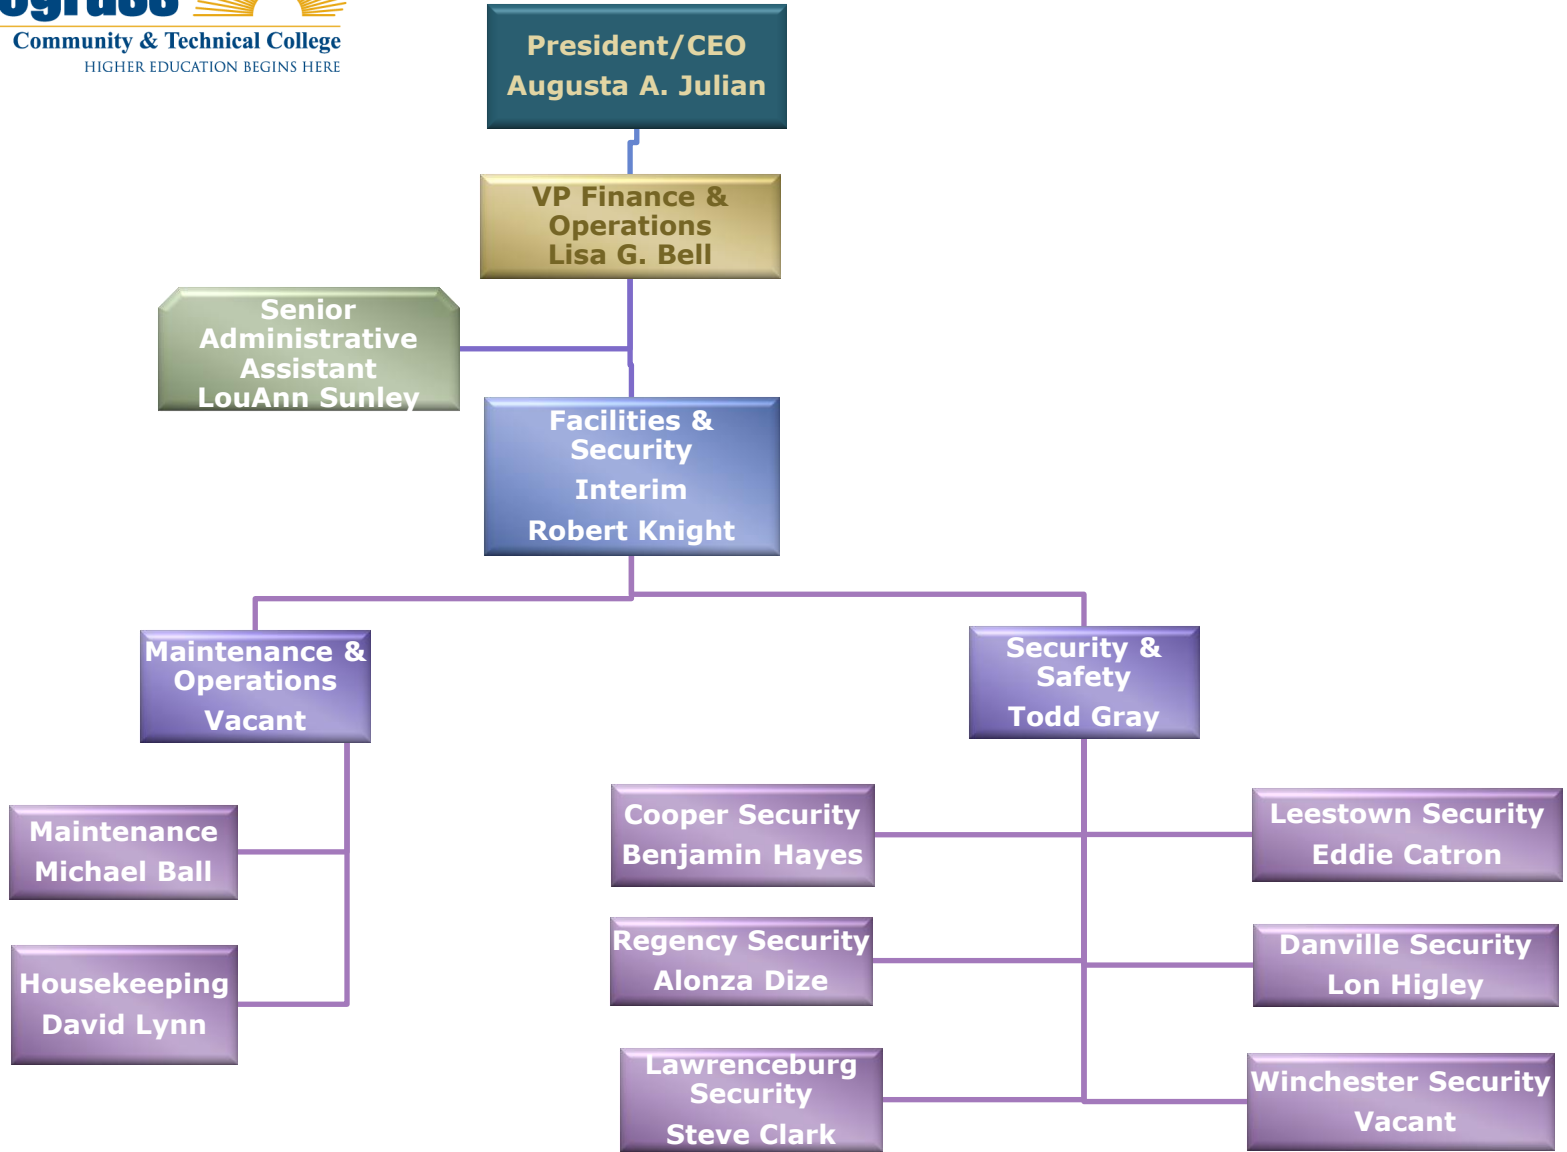 Community & Technical College
HIGHER EDUCATION BEGINS HERE
President/CEO
Augusta A. Julian
VP Finance &
Operations
Lisa G. Bell
Senior
Administrative
Assistant
LouAnn Sunley
Facilities &
Security
Interim
Robert Knight
Maintenance &
Operations
Vacant
Security &
Safety
Todd Gray
Maintenance
Michael Ball
Housekeeping
David Lynn
Cooper Security
Benjamin Hayes
Regency Security
Alonza Dize
Lawrenceburg
Security
Steve Clark
Leestown Security
Eddie Catron
Danville Security
Lon Higley
Winchester Security
Vacant